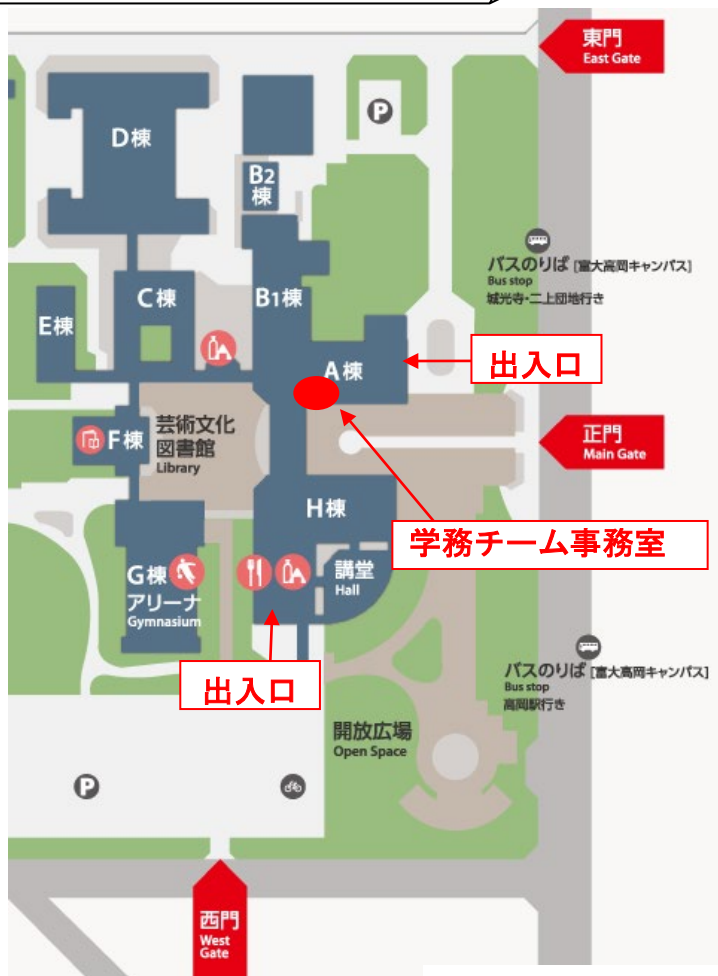 東門
East Gate
D棟
P
B2
棟
バスのりば [富大高岡キャンパス]
Bus stop
城光寺・二上団地行き
C棟
B1棟
E棟
出入口
A棟
芸術文化
図書館
Library
F棟
正門
Main Gate
H棟
学務チーム事務室
G棟
アリーナ
Gymnasium
講堂
Hall
出入口
バスのりば [富大高岡キャンパス]
Bus stop
高岡駅行き
開放広場
Open Space
P
西門
West
Gate